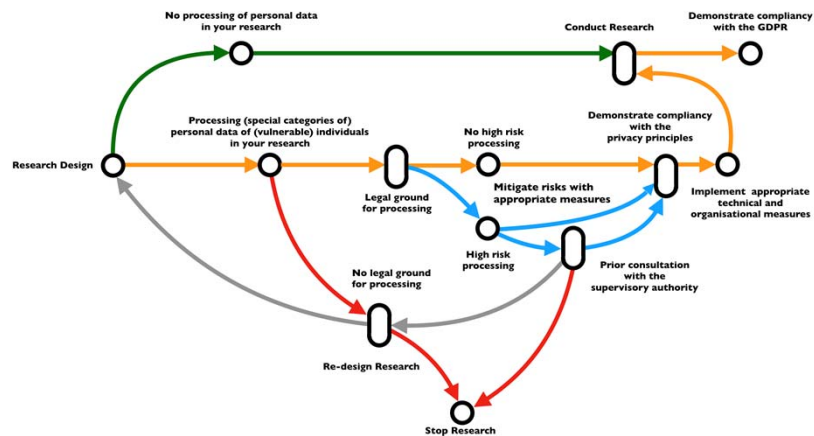 No processing of personal data
in your research
Conduct Research
Demonstrate compliancy
with the GDPR
Processing (special categories of)
personal data of (vulnerable) individuals
in your research
No high risk
processing
Demonstrate compliancy
with the
privacy principles
Research Design
Legal ground
for processing
Mitigate risks with
appropriate measures
Implement appropriate
technical and
organisational measures
High risk
processing
Prior consultation
with the
supervisory authority
No legal ground
for processing
Re-design Research
Stop Research